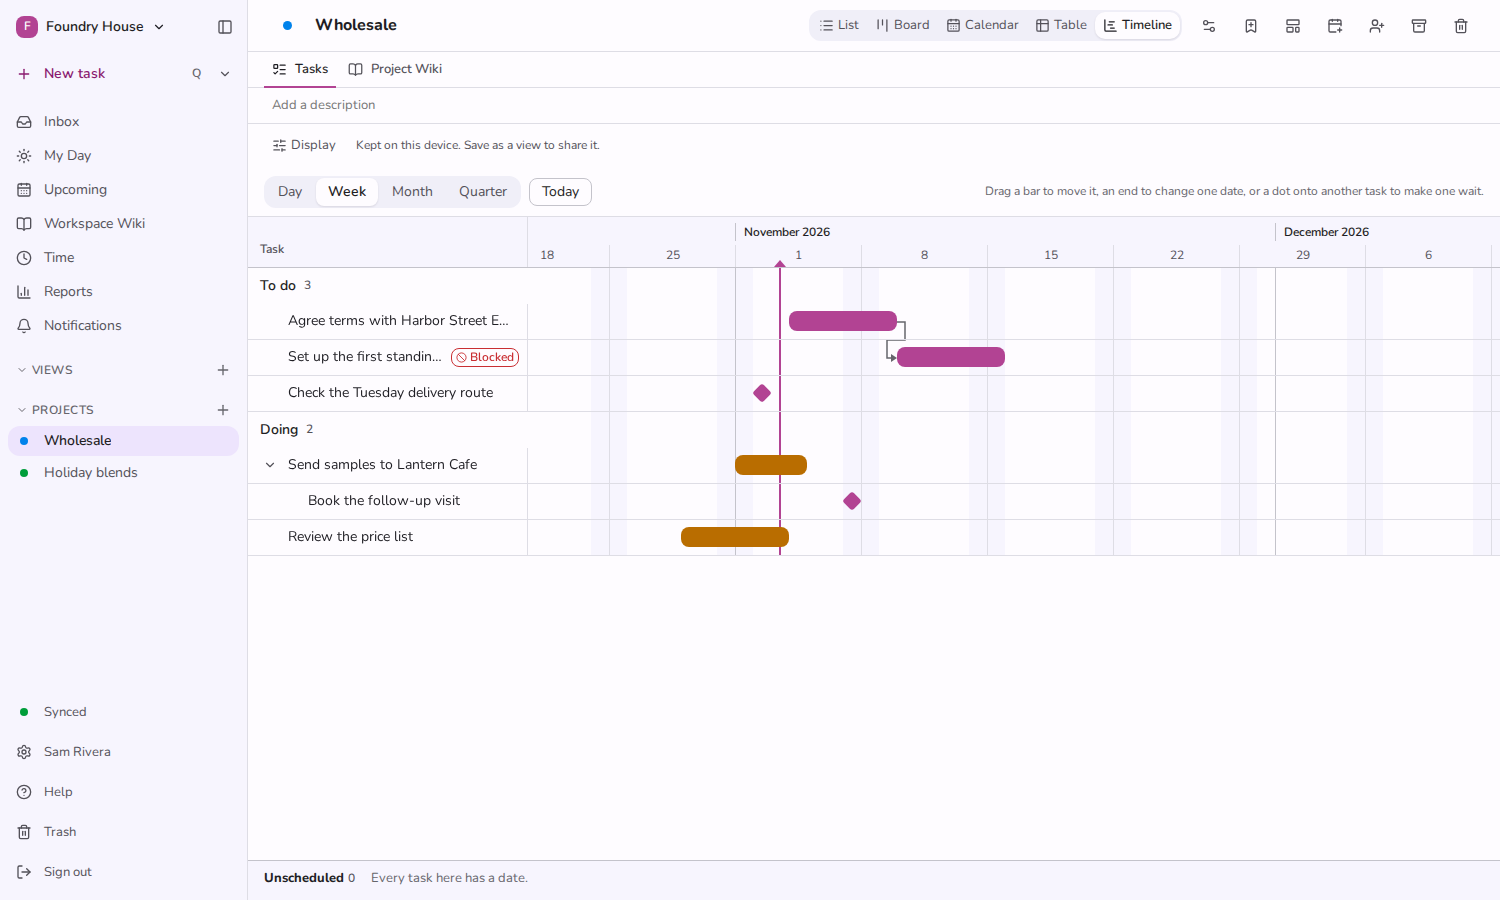 F Foundry House
New task Q
Inbox
My Day
Upcoming
Workspace Wiki
Time
Reports
Notifications
VIEWS
PROJECTS
Wholesale
Holiday blends
Synced
Sam Rivera
Help
Trash
Sign out
Wholesale
List Board Calendar Table Timeline
Tasks Project Wiki
Add a description
Display Kept on this device. Save as a view to share it.
Day Week Month Quarter Today Drag a bar to move it, an end to change one date, or a dot onto another task to make one wait.
November 2026 December 2026
Task 18 25 1 8 15 22 29 6
To do 3
Agree terms with Harbor Street E...
Set up the first standin... Blocked
Check the Tuesday delivery route
Doing 2
Send samples to Lantern Cafe
Book the follow-up visit
Review the price list
Unscheduled 0 Every task here has a date.